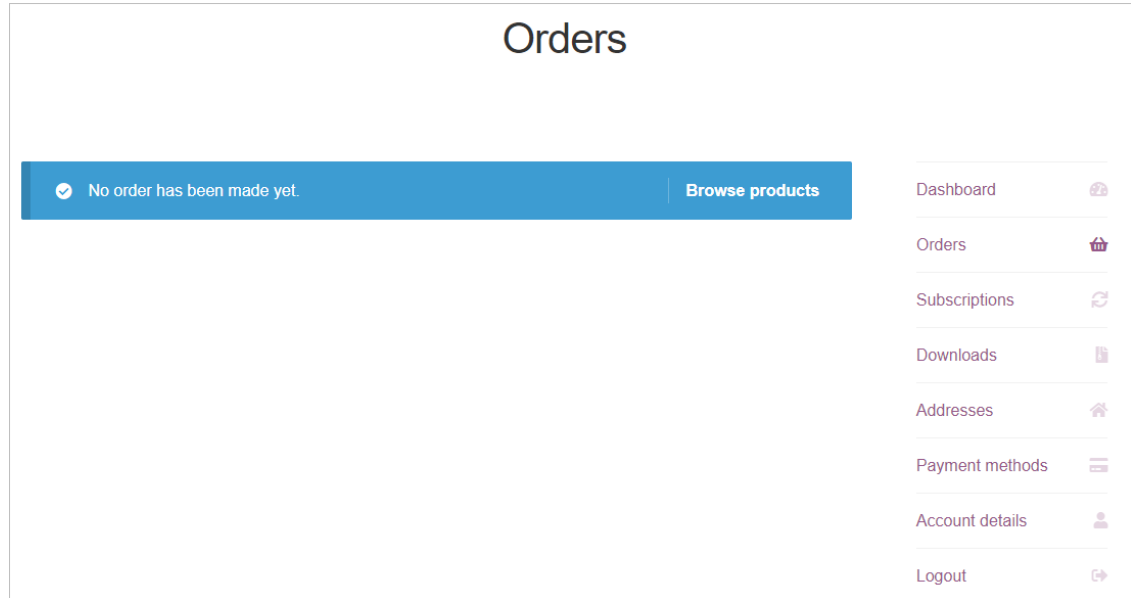 Orders
No order has been made yet.
Browse products
Dashboard
Orders
Subscriptions
Downloads
Addresses
Payment methods
Account details
Logout